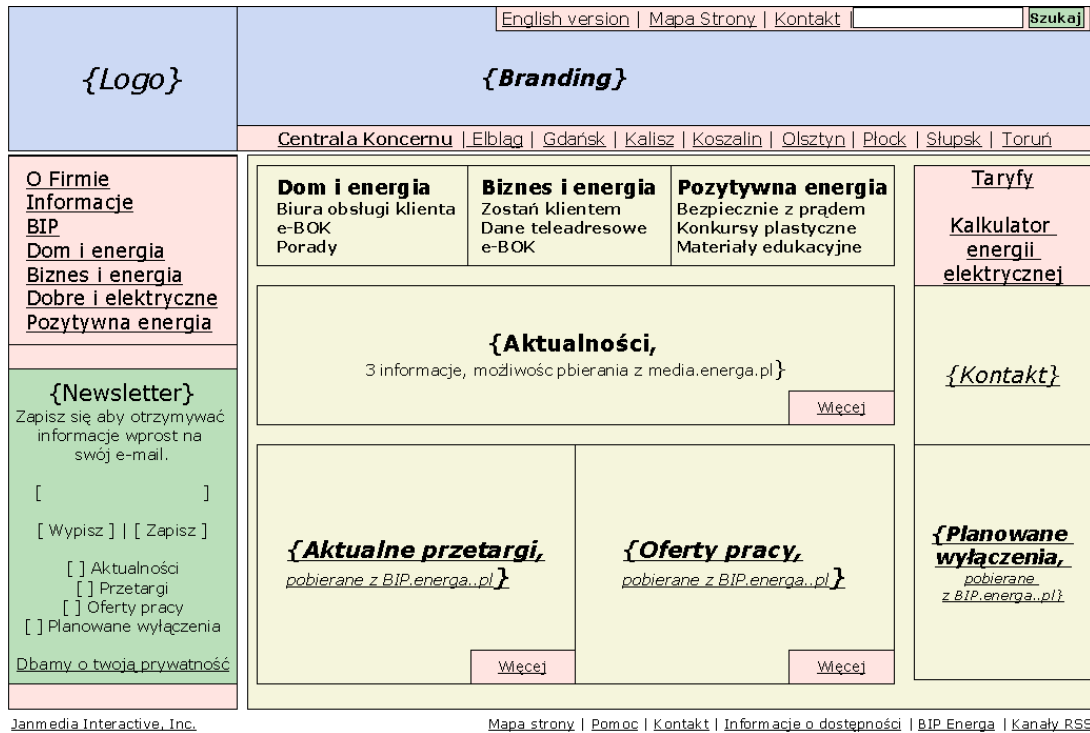 English version | Mapa Strony | Kontakt | Szukaj
{Logo}
{Branding}
Centrala Koncernu | Elbląg | Gdańsk | Kalisz | Koszalin | Olsztyn | Płock | Słupsk | Toruń
O Firmie
Informacje
BIP
Dom i energia
Biznes i energia
Dobre i elektryczne
Pozytywna energia
{Newsletter}
Zapisz się aby otrzymywać
informacje wprost na
swój e-mail.
[ ]
[ Wypisz ] | [ Zapisz ]
[ ] Aktualności
[ ] Przetargi
[ ] Oferty pracy
[ ] Planowane wyłączenia
Dbamy o twoją prywatność
Dom i energia
Biura obsługi klienta
e-BOK
Porady
Biznes i energia
Zostań klientem
Dane teleadresowe
e-BOK
Pozytywna energia
Bezpiecznie z prądem
Konkursy plastyczne
Materiały edukacyjne
{Aktualności,
3 informacje, możliwośc pbierania z media.energa.pl}
Więcej
{Aktualne przetargi,
pobierane z BIP.energa..pl}
Więcej
{Oferty pracy,
pobierane z BIP.energa..pl}
Więcej
Taryfy
Kalkulator
energii
elektrycznej
{Kontakt}
{Planowane
wyłączenia,
pobierane
z BIP.energa..pl}
Janmedia Interactive, Inc.
Mapa strony | Pomoc | Kontakt | Informacje o dostępności | BIP Energa | Kanały RSS